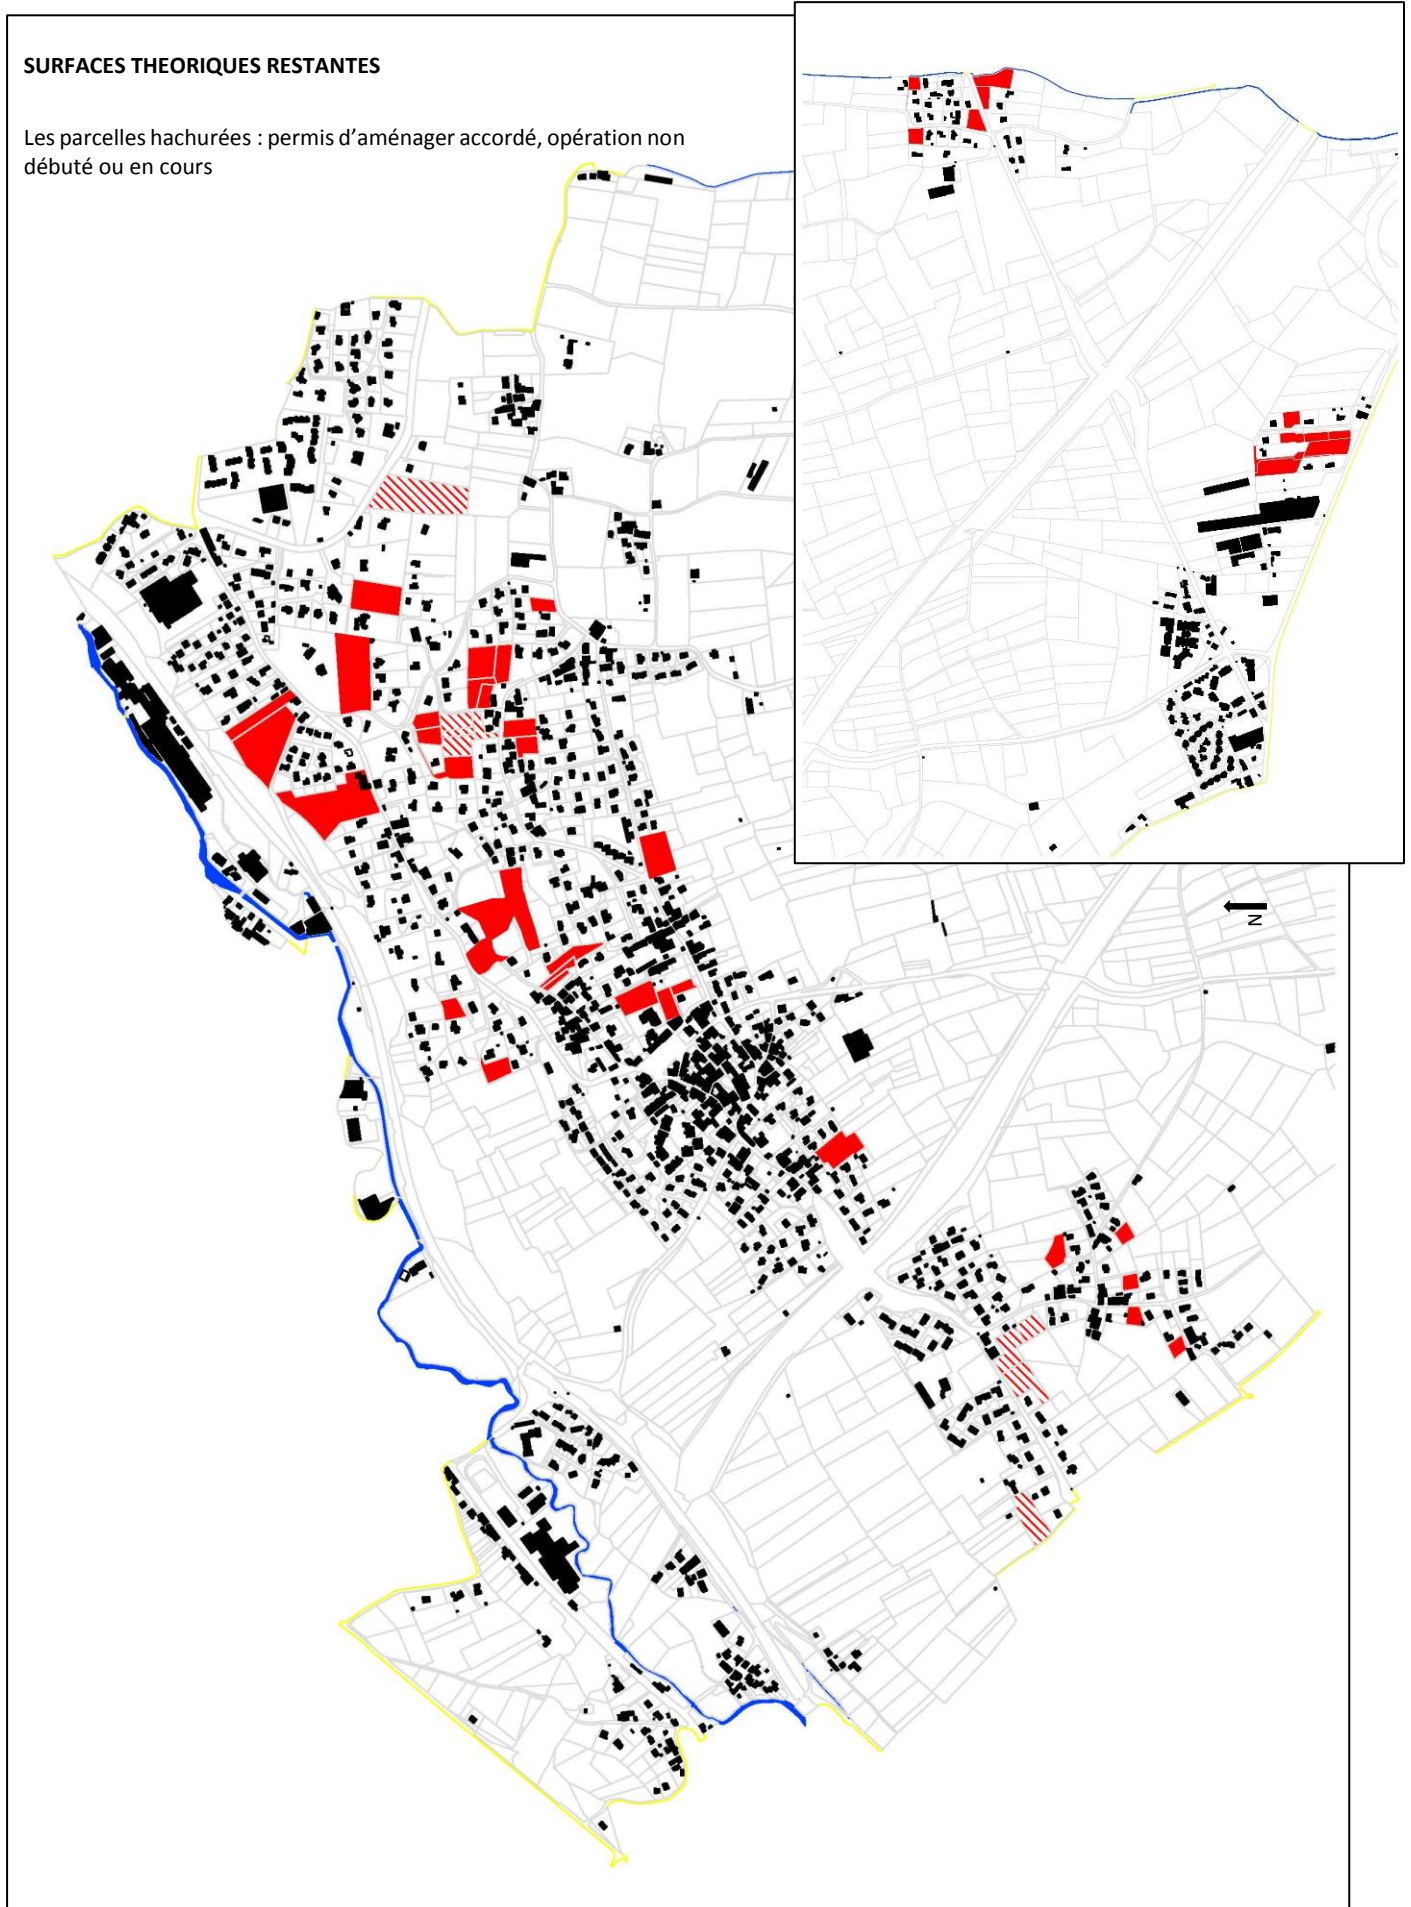 SURFACES THEORIQUES RESTANTES
Les parcelles hachurées : permis d’aménager accordé, opération non
débuté ou en cours
N